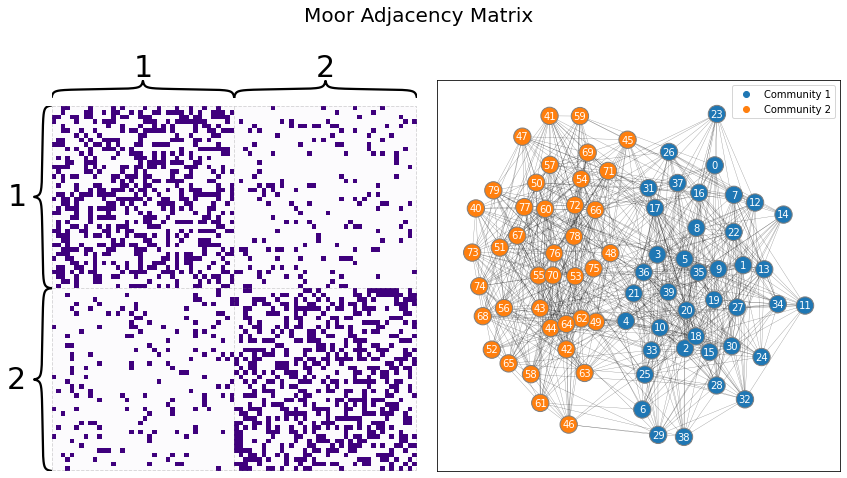 Moor Adjacency Matrix
1 2
1
2
Community 1
Community 2
41 59 23
47 45
69 26 0
57 71
50 54 31 37 16 7
79 12
40 77 60 72 66 17 14
8 22
67 78
51
73 76 48 3 5
75 36 35 9 1 13
55 70 53
74 21 39
19
56 43 20 27 34 11
68 62
44 64 49 4 10
18
52 42 33 2 15 30
65 24
58 63 25
28
61 6 32
46
29 38